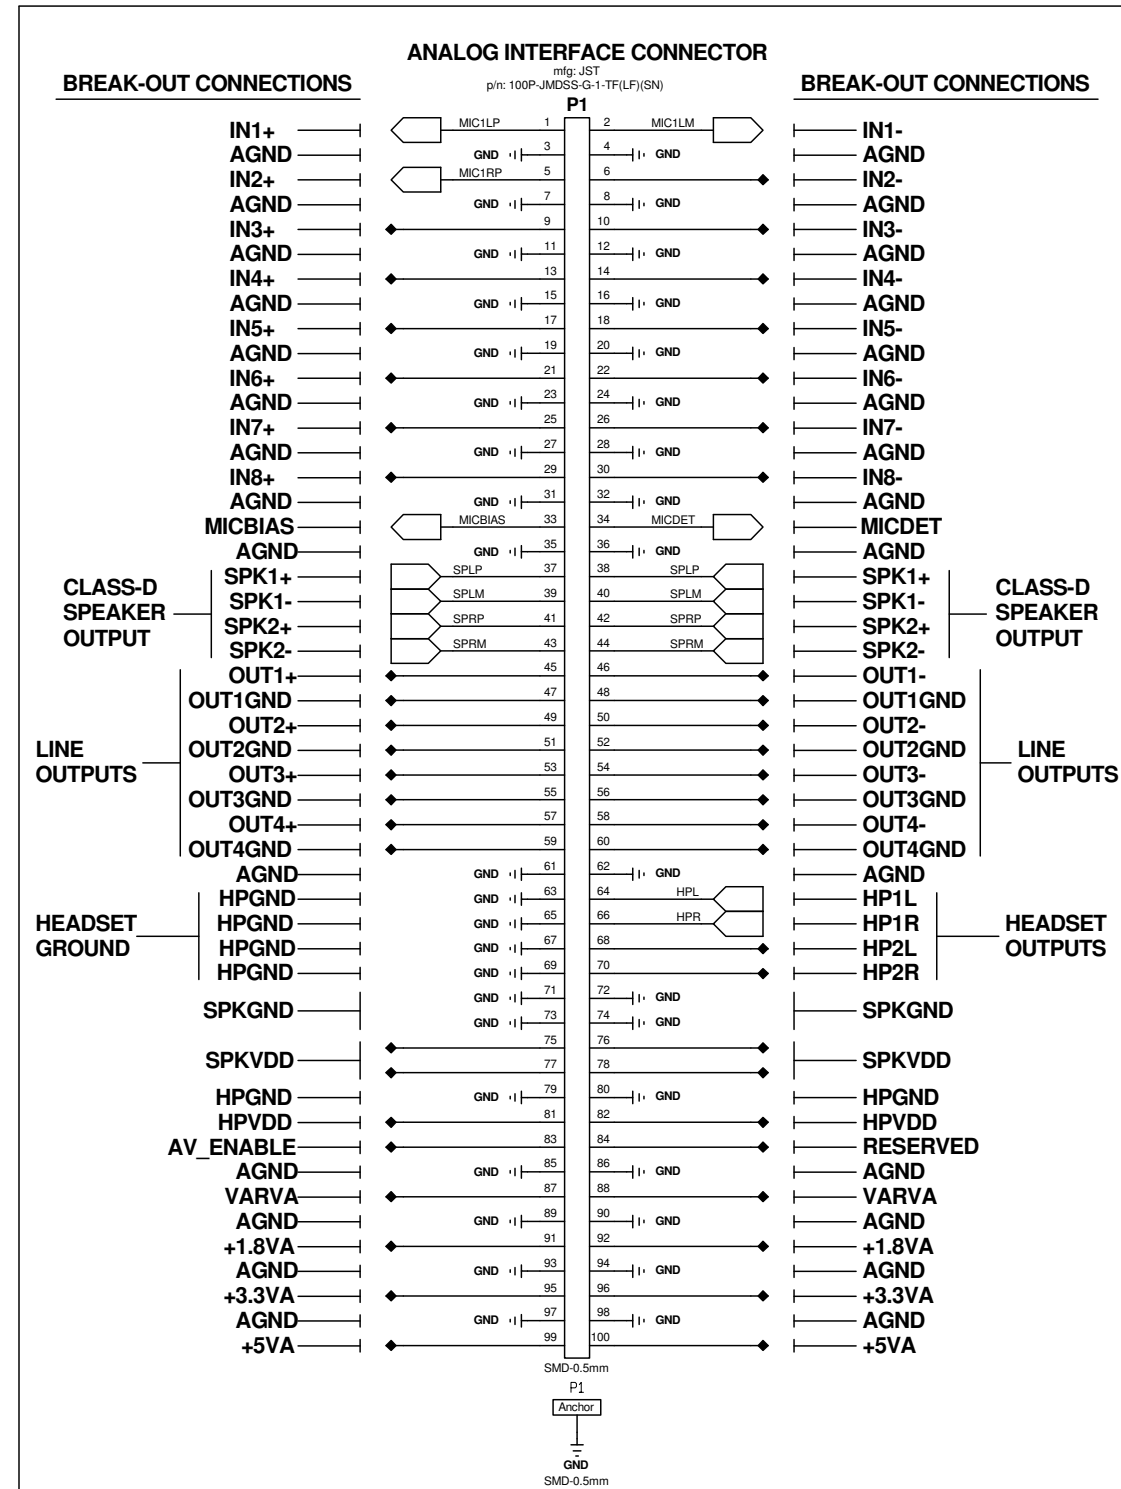 ANALOG INTERFACE CONNECTOR
mfg: JST
p/n: 100P-JMDSS-G-1-TF(LF)(SN)
BREAK-OUT CONNECTIONS P1 BREAK-OUT CONNECTIONS
IN1+ MIC1LP 1 2 MIC1LM IN1-
AGND GND 3 4 GND AGND
IN2+ MIC1RP 5 6 IN2-
AGND GND 7 8 GND AGND
IN3+ 9 10 IN3-
AGND GND 11 12 GND AGND
IN4+ 13 14 IN4-
AGND GND 15 16 GND AGND
IN5+ 17 18 IN5-
AGND GND 19 20 GND AGND
IN6+ 21 22 IN6-
AGND GND 23 24 GND AGND
IN7+ 25 26 IN7-
AGND GND 27 28 GND AGND
IN8+ 29 30 IN8-
AGND GND 31 32 GND AGND
MICBIAS MICBIAS 33 34 MICDET MICDET
AGND GND 35 36 GND AGND
CLASS-D SPEAKER OUTPUT
SPK1+ SPLP 37 38 SPLP SPK1+
SPK1- SPLM 39 40 SPLM SPK1-
SPK2+ SPRP 41 42 SPRP SPK2+
SPK2- SPRM 43 44 SPRM SPK2-
CLASS-D SPEAKER OUTPUT
LINE OUTPUTS
OUT1+ 45 46 OUT1-
OUT1GND 47 48 OUT1GND
OUT2+ 49 50 OUT2-
OUT2GND 51 52 OUT2GND
OUT3+ 53 54 OUT3-
OUT3GND 55 56 OUT3GND
OUT4+ 57 58 OUT4-
OUT4GND 59 60 OUT4GND
LINE OUTPUTS
AGND GND 61 62 GND AGND
HEADSET GROUND
HPGND GND 63 64 HPL HP1L
HPGND GND 65 66 HPR HP1R
HPGND GND 67 68 HP2L
HPGND GND 69 70 HP2R
HEADSET OUTPUTS
SPKGND GND 71 72 GND SPKGND
GND 73 74 GND
SPKVDD 75 76 SPKVDD
77 78
HPGND GND 79 80 GND HPGND
HPVDD 81 82 HPVDD
AV_ENABLE 83 84 RESERVED
AGND GND 85 86 GND AGND
VARVA 87 88 VARVA
AGND GND 89 90 GND AGND
+1.8VA 91 92 +1.8VA
AGND GND 93 94 GND AGND
+3.3VA 95 96 +3.3VA
AGND GND 97 98 GND AGND
+5VA 99 100 +5VA
SMD-0.5mm
P1
Anchor
GND
SMD-0.5mm